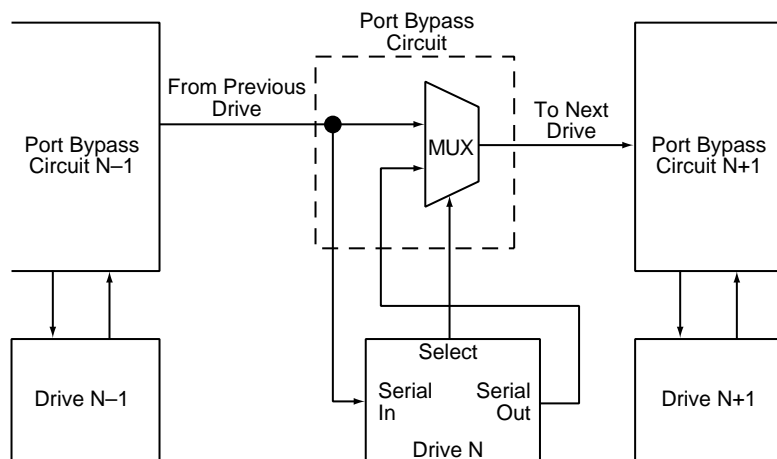 Port Bypass
Circuit
From Previous
Drive
To Next
Drive
Port Bypass
Circuit N–1
MUX
Port Bypass
Circuit N+1
Select
Drive N–1
Serial
In
Serial
Out
Drive N+1
Drive N